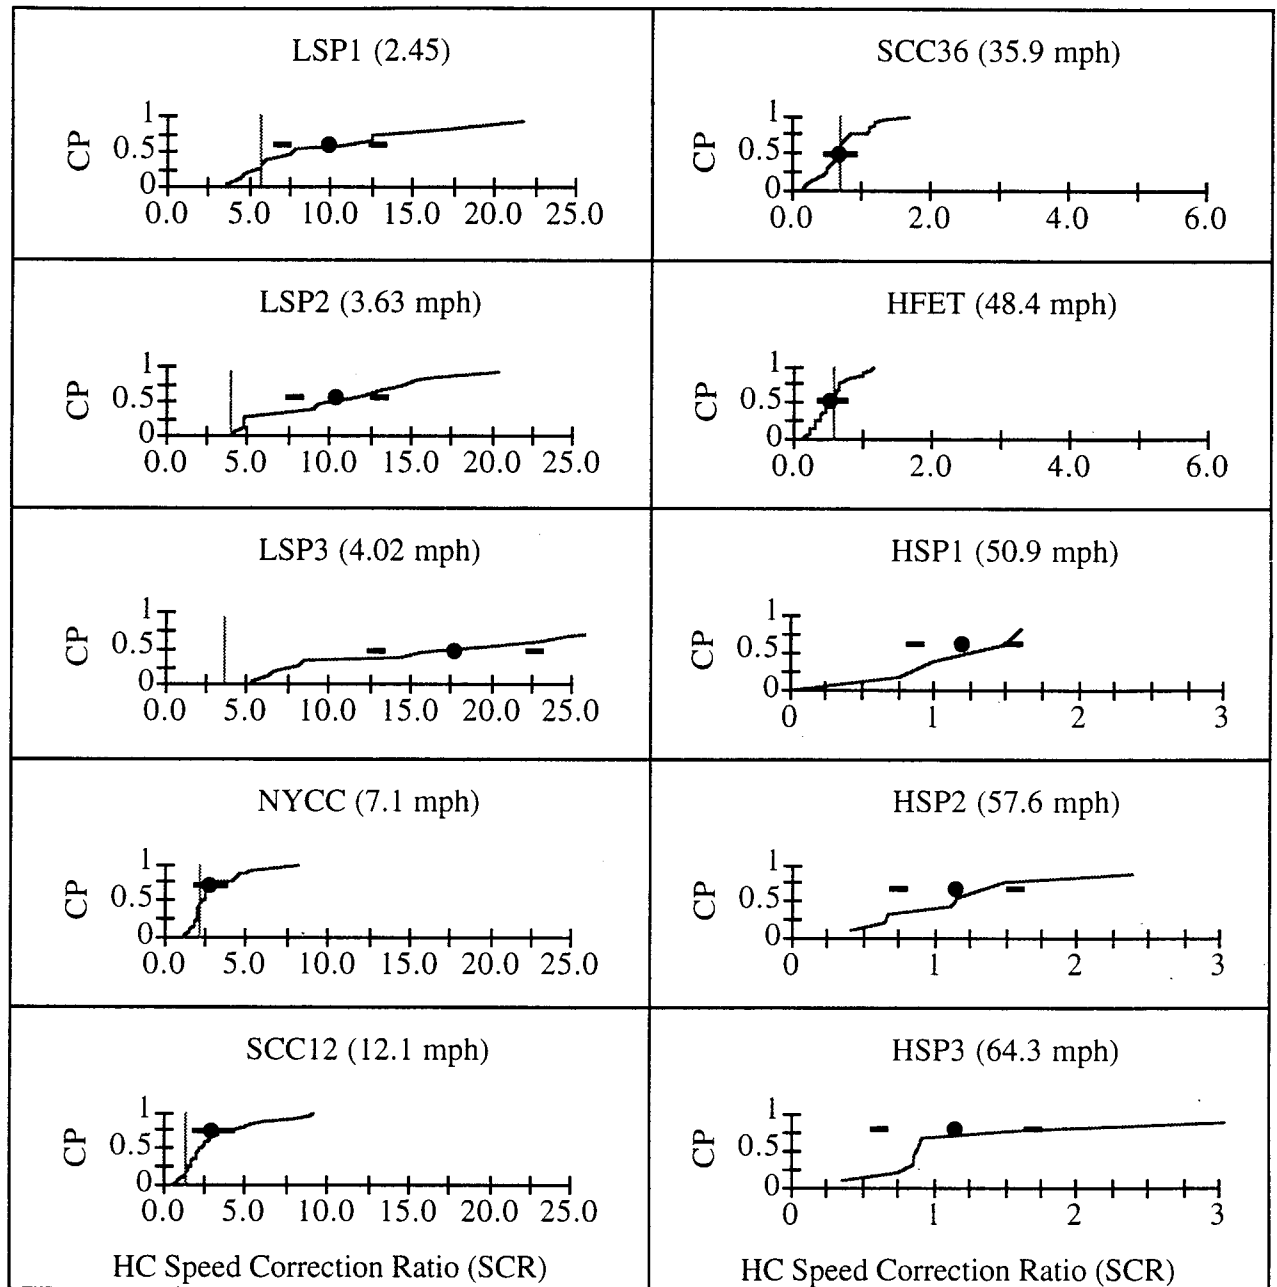 LSP1 (2.45)
CP
1
0.5
0
0.0 5.0 10.0 15.0 20.0 25.0
LSP2 (3.63 mph)
CP
1
0.5
0
0.0 5.0 10.0 15.0 20.0 25.0
LSP3 (4.02 mph)
CP
1
0.5
0
0.0 5.0 10.0 15.0 20.0 25.0
NYCC (7.1 mph)
CP
1
0.5
0
0.0 5.0 10.0 15.0 20.0 25.0
SCC12 (12.1 mph)
CP
1
0.5
0
0.0 5.0 10.0 15.0 20.0 25.0
HC Speed Correction Ratio (SCR)
SCC36 (35.9 mph)
CP
1
0.5
0
0.0 2.0 4.0 6.0
HFET (48.4 mph)
CP
1
0.5
0
0.0 2.0 4.0 6.0
HSP1 (50.9 mph)
CP
1
0.5
0
0 1 2 3
HSP2 (57.6 mph)
CP
1
0.5
0
0 1 2 3
HSP3 (64.3 mph)
CP
1
0.5
0
0 1 2 3
HC Speed Correction Ratio (SCR)